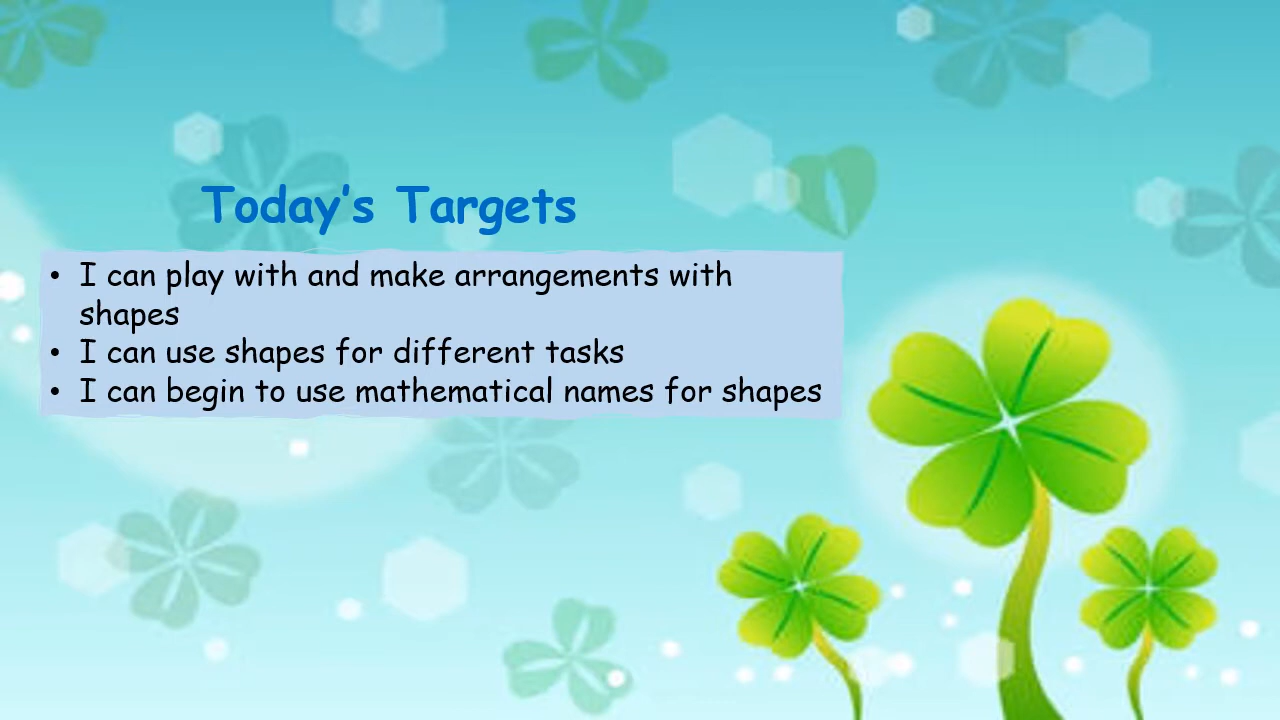 Today's Targets
• I can play with and make arrangements with
shapes
• I can use shapes for different tasks
• I can begin to use mathematical names for shapes